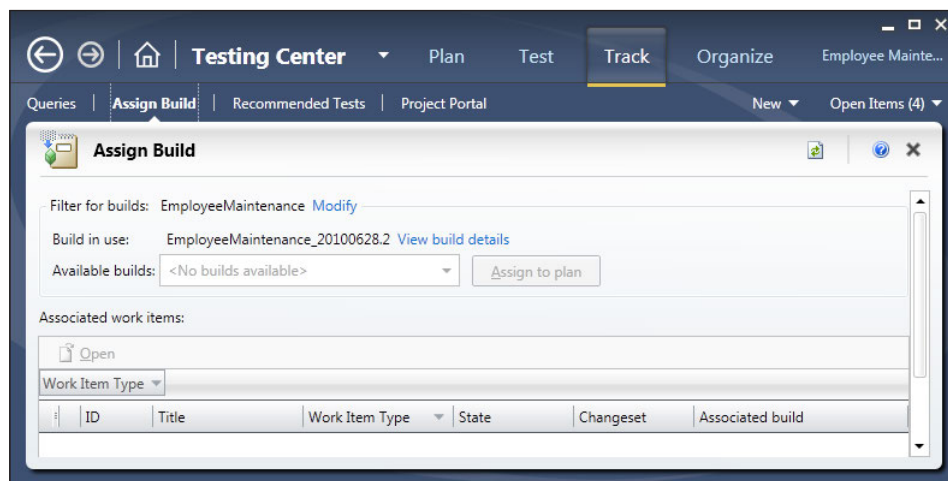 Testing Center Plan Test Track Organize Employee Mainte...
Queries Assign Build Recommended Tests Project Portal New Open Items (4)
Assign Build
Filter for builds: EmployeeMaintenance Modify
Build in use: EmployeeMaintenance_20100628.2 View build details
Available builds: <No builds available> Assign to plan
Associated work items:
Open
Work Item Type
ID Title Work Item Type State Changeset Associated build